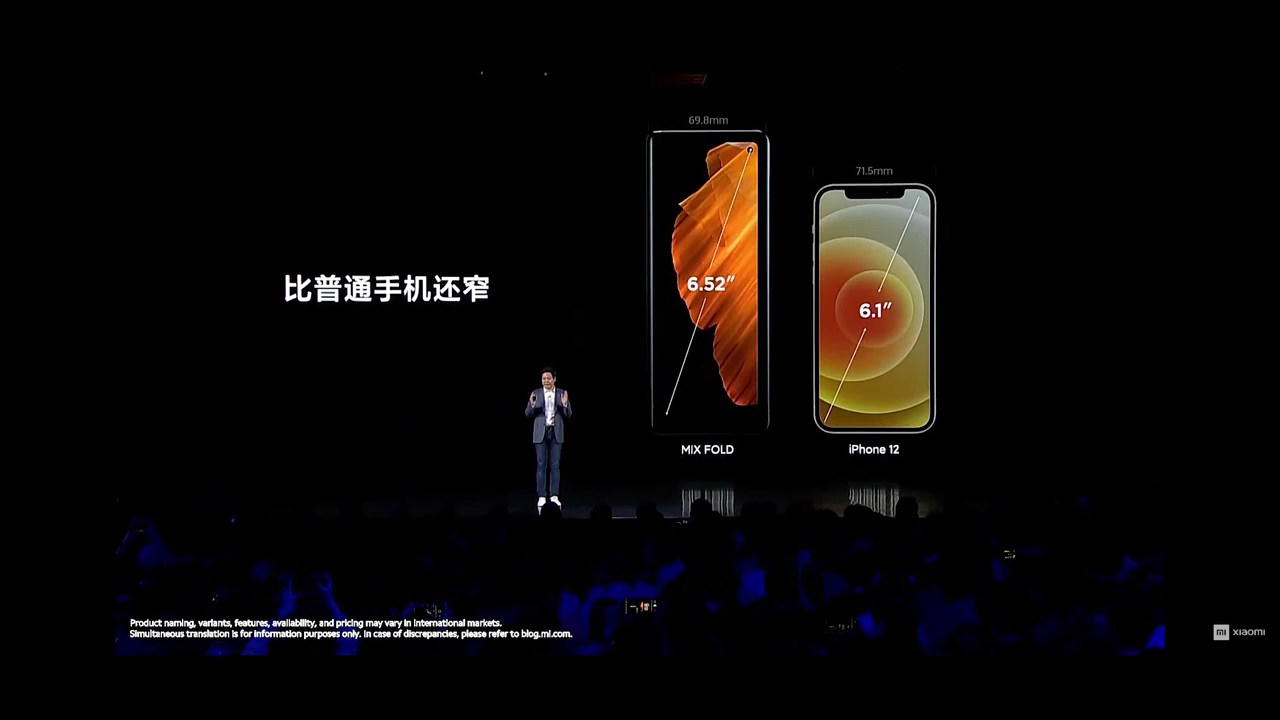 69.8mm
71.5mm
比普通手机还窄
6.52"
6.1"
MIX FOLD
iPhone 12
Product naming, variants, features, availability, and pricing may vary in international markets.
Simultaneous translation is for information purposes only. In case of discrepancies, please refer to blog.mi.com.
mi xiaomi